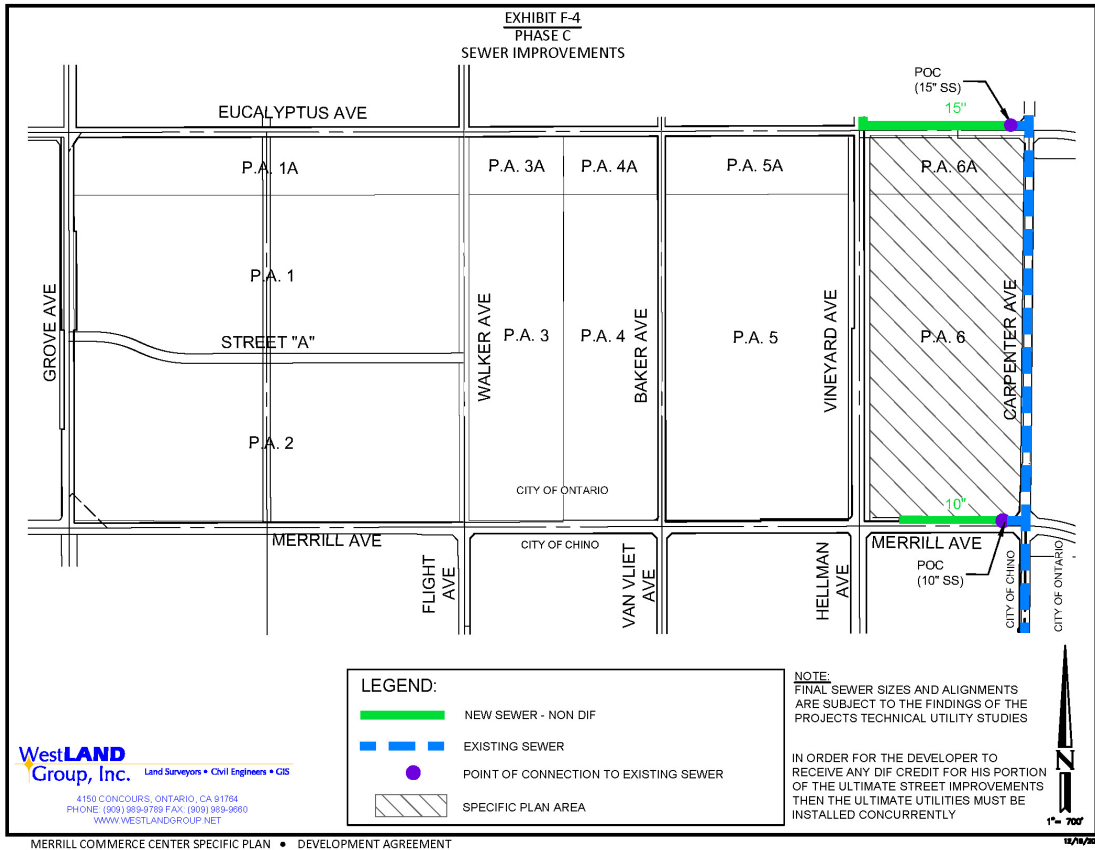 EXHIBIT F-4
PHASE C
SEWER IMPROVEMENTS
POC
(15" SS)
15"
EUCALYPTUS AVE
P.A. 1A
P.A. 3A
P.A. 4A
P.A. 5A
P.A. 6A
P.A. 1
GROVE AVE
STREET "A"
WALKER AVE
P.A. 3
P.A. 4
BAKER AVE
P.A. 5
VINEYARD AVE
P.A. 6
CARPENTER AVE
P.A. 2
CITY OF ONTARIO
10"
MERRILL AVE
CITY OF CHINO
MERRILL AVE
FLIGHT
AVE
VAN VLIET
AVE
HELLMAN
AVE
POC
(10" SS)
CITY OF CHINO
CITY OF ONTARIO
LEGEND:
NEW SEWER - NON DIF
EXISTING SEWER
POINT OF CONNECTION TO EXISTING SEWER
SPECIFIC PLAN AREA
NOTE:
FINAL SEWER SIZES AND ALIGNMENTS
ARE SUBJECT TO THE FINDINGS OF THE
PROJECTS TECHNICAL UTILITY STUDIES
IN ORDER FOR THE DEVELOPER TO
RECEIVE ANY DIF CREDIT FOR HIS PORTION
OF THE ULTIMATE STREET IMPROVEMENTS
THEN THE ULTIMATE UTILITIES MUST BE
INSTALLED CONCURRENTLY
N
1"= 700'
WestLAND
Group, Inc.
Land Surveyors • Civil Engineers • GIS
4150 CONCOURS, ONTARIO, CA 91764
PHONE: (909) 989-9789 FAX: (909) 989-9660
WWW.WESTLANDGROUP.NET
MERRILL COMMERCE CENTER SPECIFIC PLAN • DEVELOPMENT AGREEMENT